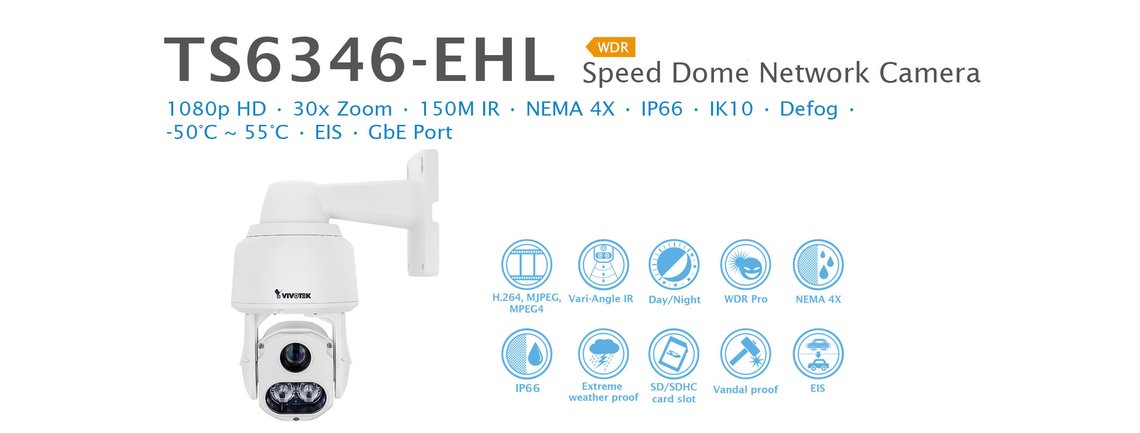 TS6346-EHL
WDR
Speed Dome Network Camera
1080p HD · 30x Zoom · 150M IR · NEMA 4X · IP66 · IK10 · Defog ·
-50°C ~ 55°C · EIS · GbE Port
VIVOTEK
H.264, MJPEG,
MPEG4
Vari-Angle IR
Day/Night
WDR Pro
NEMA 4X
IP66
Extreme
weather proof
SD/SDHC
card slot
Vandal proof
EIS